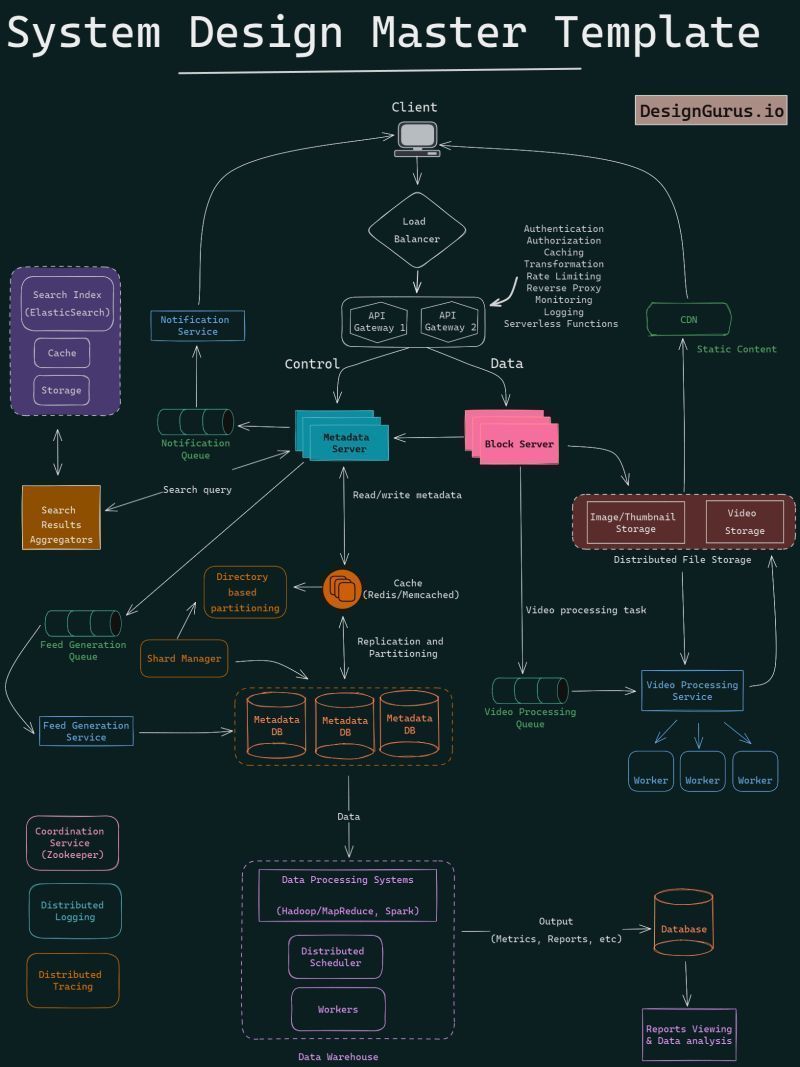 System Design Master Template
DesignGurus.io
Client
Load
Balancer
Authentication
Authorization
Caching
Transformation
Rate Limiting
Reverse Proxy
Monitoring
Logging
Serverless Functions
API
Gateway 1
API
Gateway 2
Search Index
(ElasticSearch)
Cache
Storage
Notification
Service
CDN
Static Content
Control
Data
Notification
Queue
Metadata
Server
Block Server
Search query
Read/write metadata
Search
Results
Aggregators
Image/Thumbnail
Storage
Video
Storage
Distributed File Storage
Directory
based
partitioning
Cache
(Redis/Memcached)
Video processing task
Feed Generation
Queue
Shard Manager
Replication and
Partitioning
Video Processing
Queue
Video Processing
Service
Feed Generation
Service
Metadata
DB
Metadata
DB
Metadata
DB
Worker
Worker
Worker
Data
Coordination
Service
(Zookeeper)
Distributed
Logging
Distributed
Tracing
Data Processing Systems
(Hadoop/MapReduce, Spark)
Distributed
Scheduler
Workers
Data Warehouse
Output
(Metrics, Reports, etc)
Database
Reports Viewing
& Data analysis